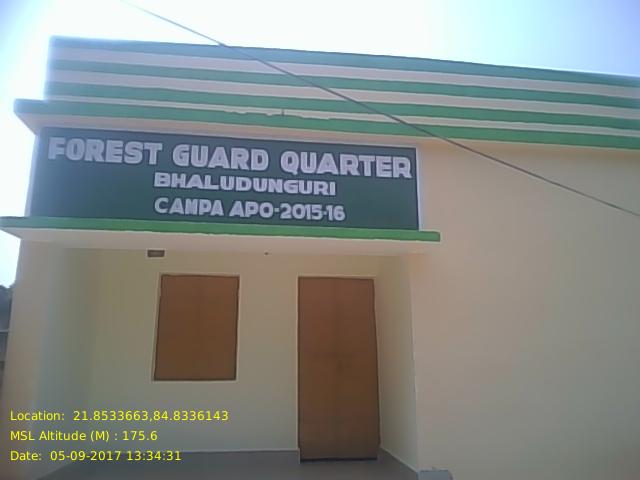 FOREST GUARD QUARTER
BHALUDUNGURI
CAMPA APO-2015-16
Location: 21.8533663,84.8336143
MSL Altitude (M) : 175.6
Date: 05-09-2017 13:34:31